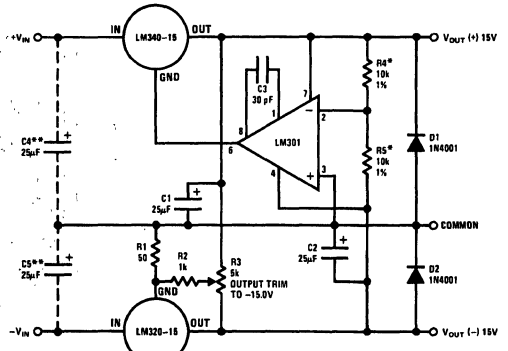 +VIN
IN
LM340-15
OUT
VOUT (+) 15V
GND
C3
30 pF
8
1
7
6
LM301
2
4
3
R4*
10k
1%
R5*
10k
1%
D1
1N4001
C4**
25μF
+
C1
25μF
+
COMMON
C5**
25μF
+
R1
50
R2
1k
R3
5k
OUTPUT TRIM
TO -15.0V
C2
25μF
+
D2
1N4001
GND
-VIN
IN
LM320-15
OUT
VOUT (-) 15V